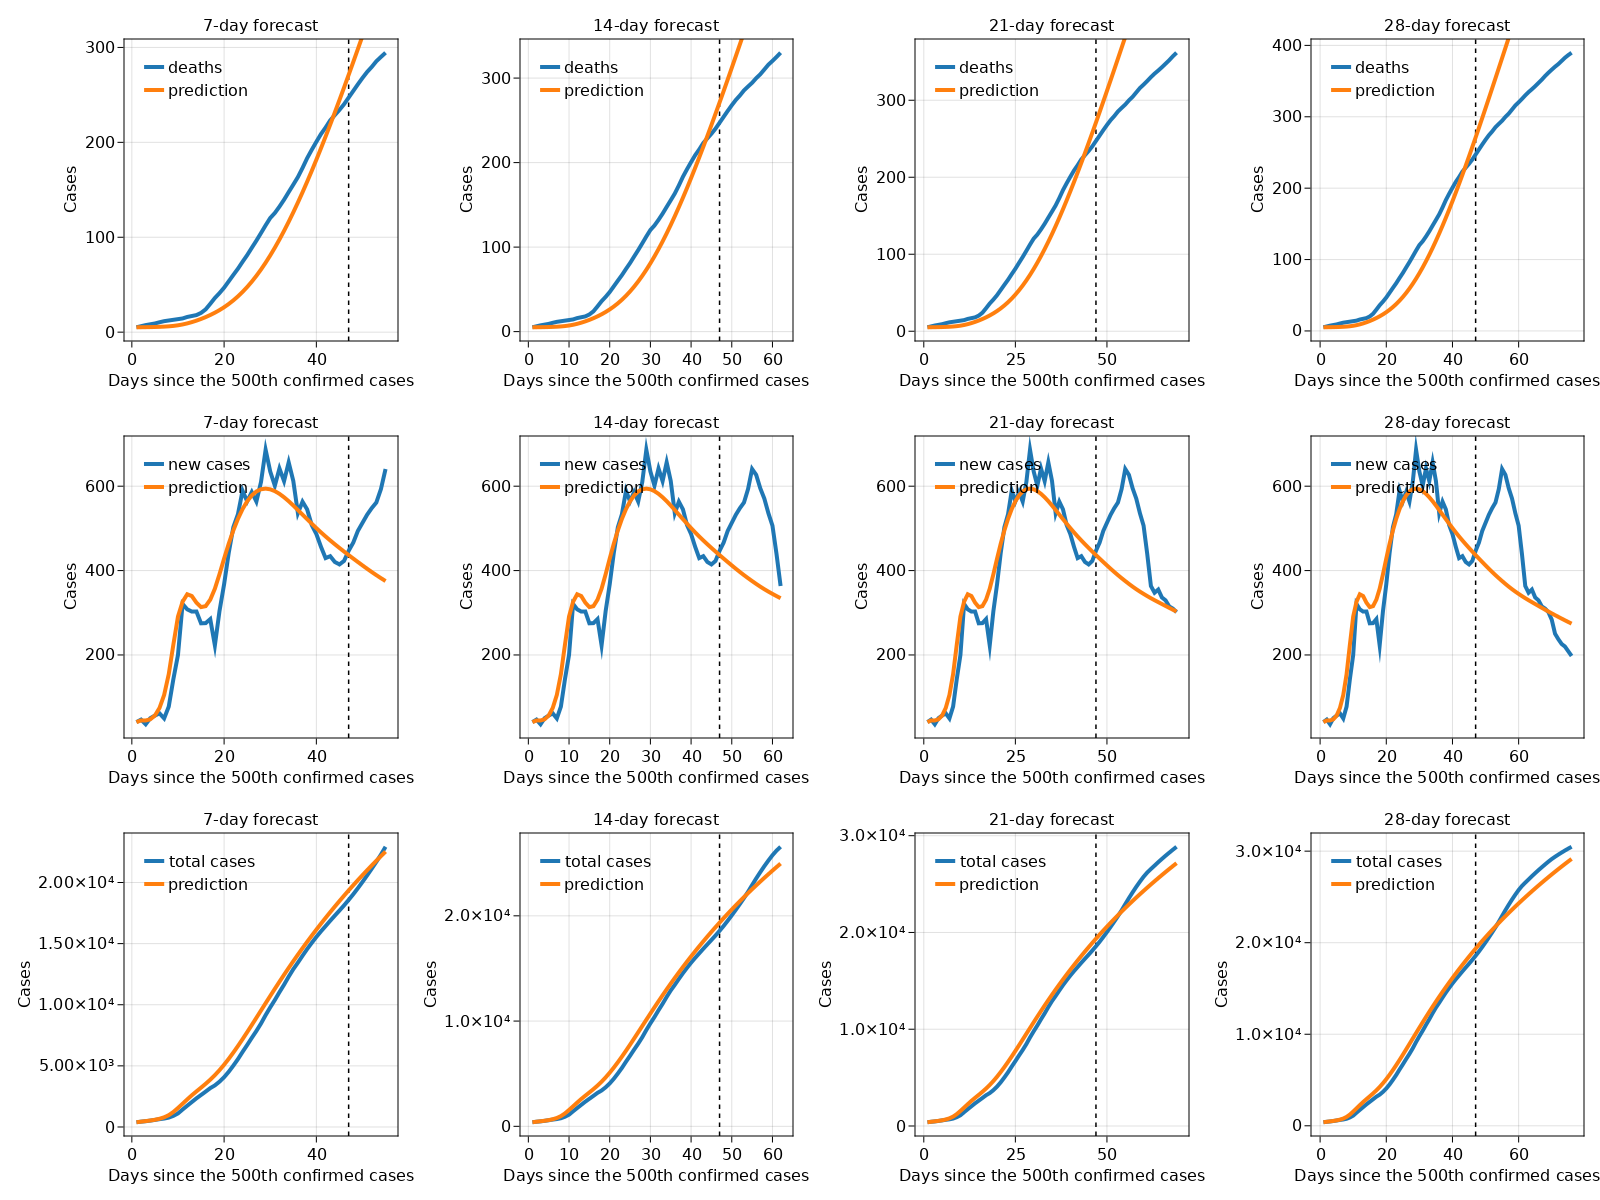 7-day forecast
14-day forecast
21-day forecast
28-day forecast
Cases
300
200
100
0
deaths
prediction
0 20 40
Days since the 500th confirmed cases
Cases
300
200
100
0
deaths
prediction
0 10 20 30 40 50 60
Days since the 500th confirmed cases
Cases
300
200
100
0
deaths
prediction
0 25 50
Days since the 500th confirmed cases
Cases
400
300
200
100
0
deaths
prediction
0 20 40 60
Days since the 500th confirmed cases
7-day forecast
14-day forecast
21-day forecast
28-day forecast
Cases
600
400
200
new cases
prediction
0 20 40
Days since the 500th confirmed cases
Cases
600
400
200
new cases
prediction
0 10 20 30 40 50 60
Days since the 500th confirmed cases
Cases
600
400
200
new cases
prediction
0 25 50
Days since the 500th confirmed cases
Cases
600
400
200
new cases
prediction
0 20 40 60
Days since the 500th confirmed cases
7-day forecast
14-day forecast
21-day forecast
28-day forecast
Cases
2.00×10⁴
1.50×10⁴
1.00×10⁴
5.00×10³
0
total cases
prediction
0 20 40
Days since the 500th confirmed cases
Cases
2.0×10⁴
1.0×10⁴
0
total cases
prediction
0 10 20 30 40 50 60
Days since the 500th confirmed cases
Cases
3.0×10⁴
2.0×10⁴
1.0×10⁴
0
total cases
prediction
0 25 50
Days since the 500th confirmed cases
Cases
3.0×10⁴
2.0×10⁴
1.0×10⁴
0
total cases
prediction
0 20 40 60
Days since the 500th confirmed cases